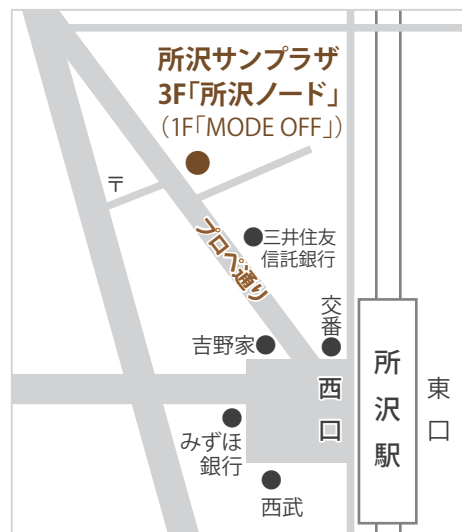 所沢サンプラザ
3F「所沢ノード」
（1F「MODE OFF」）
〒
三井住友
信託銀行
プロペ通り
交番
吉野家
西口
所沢駅
東口
みずほ
銀行
西武